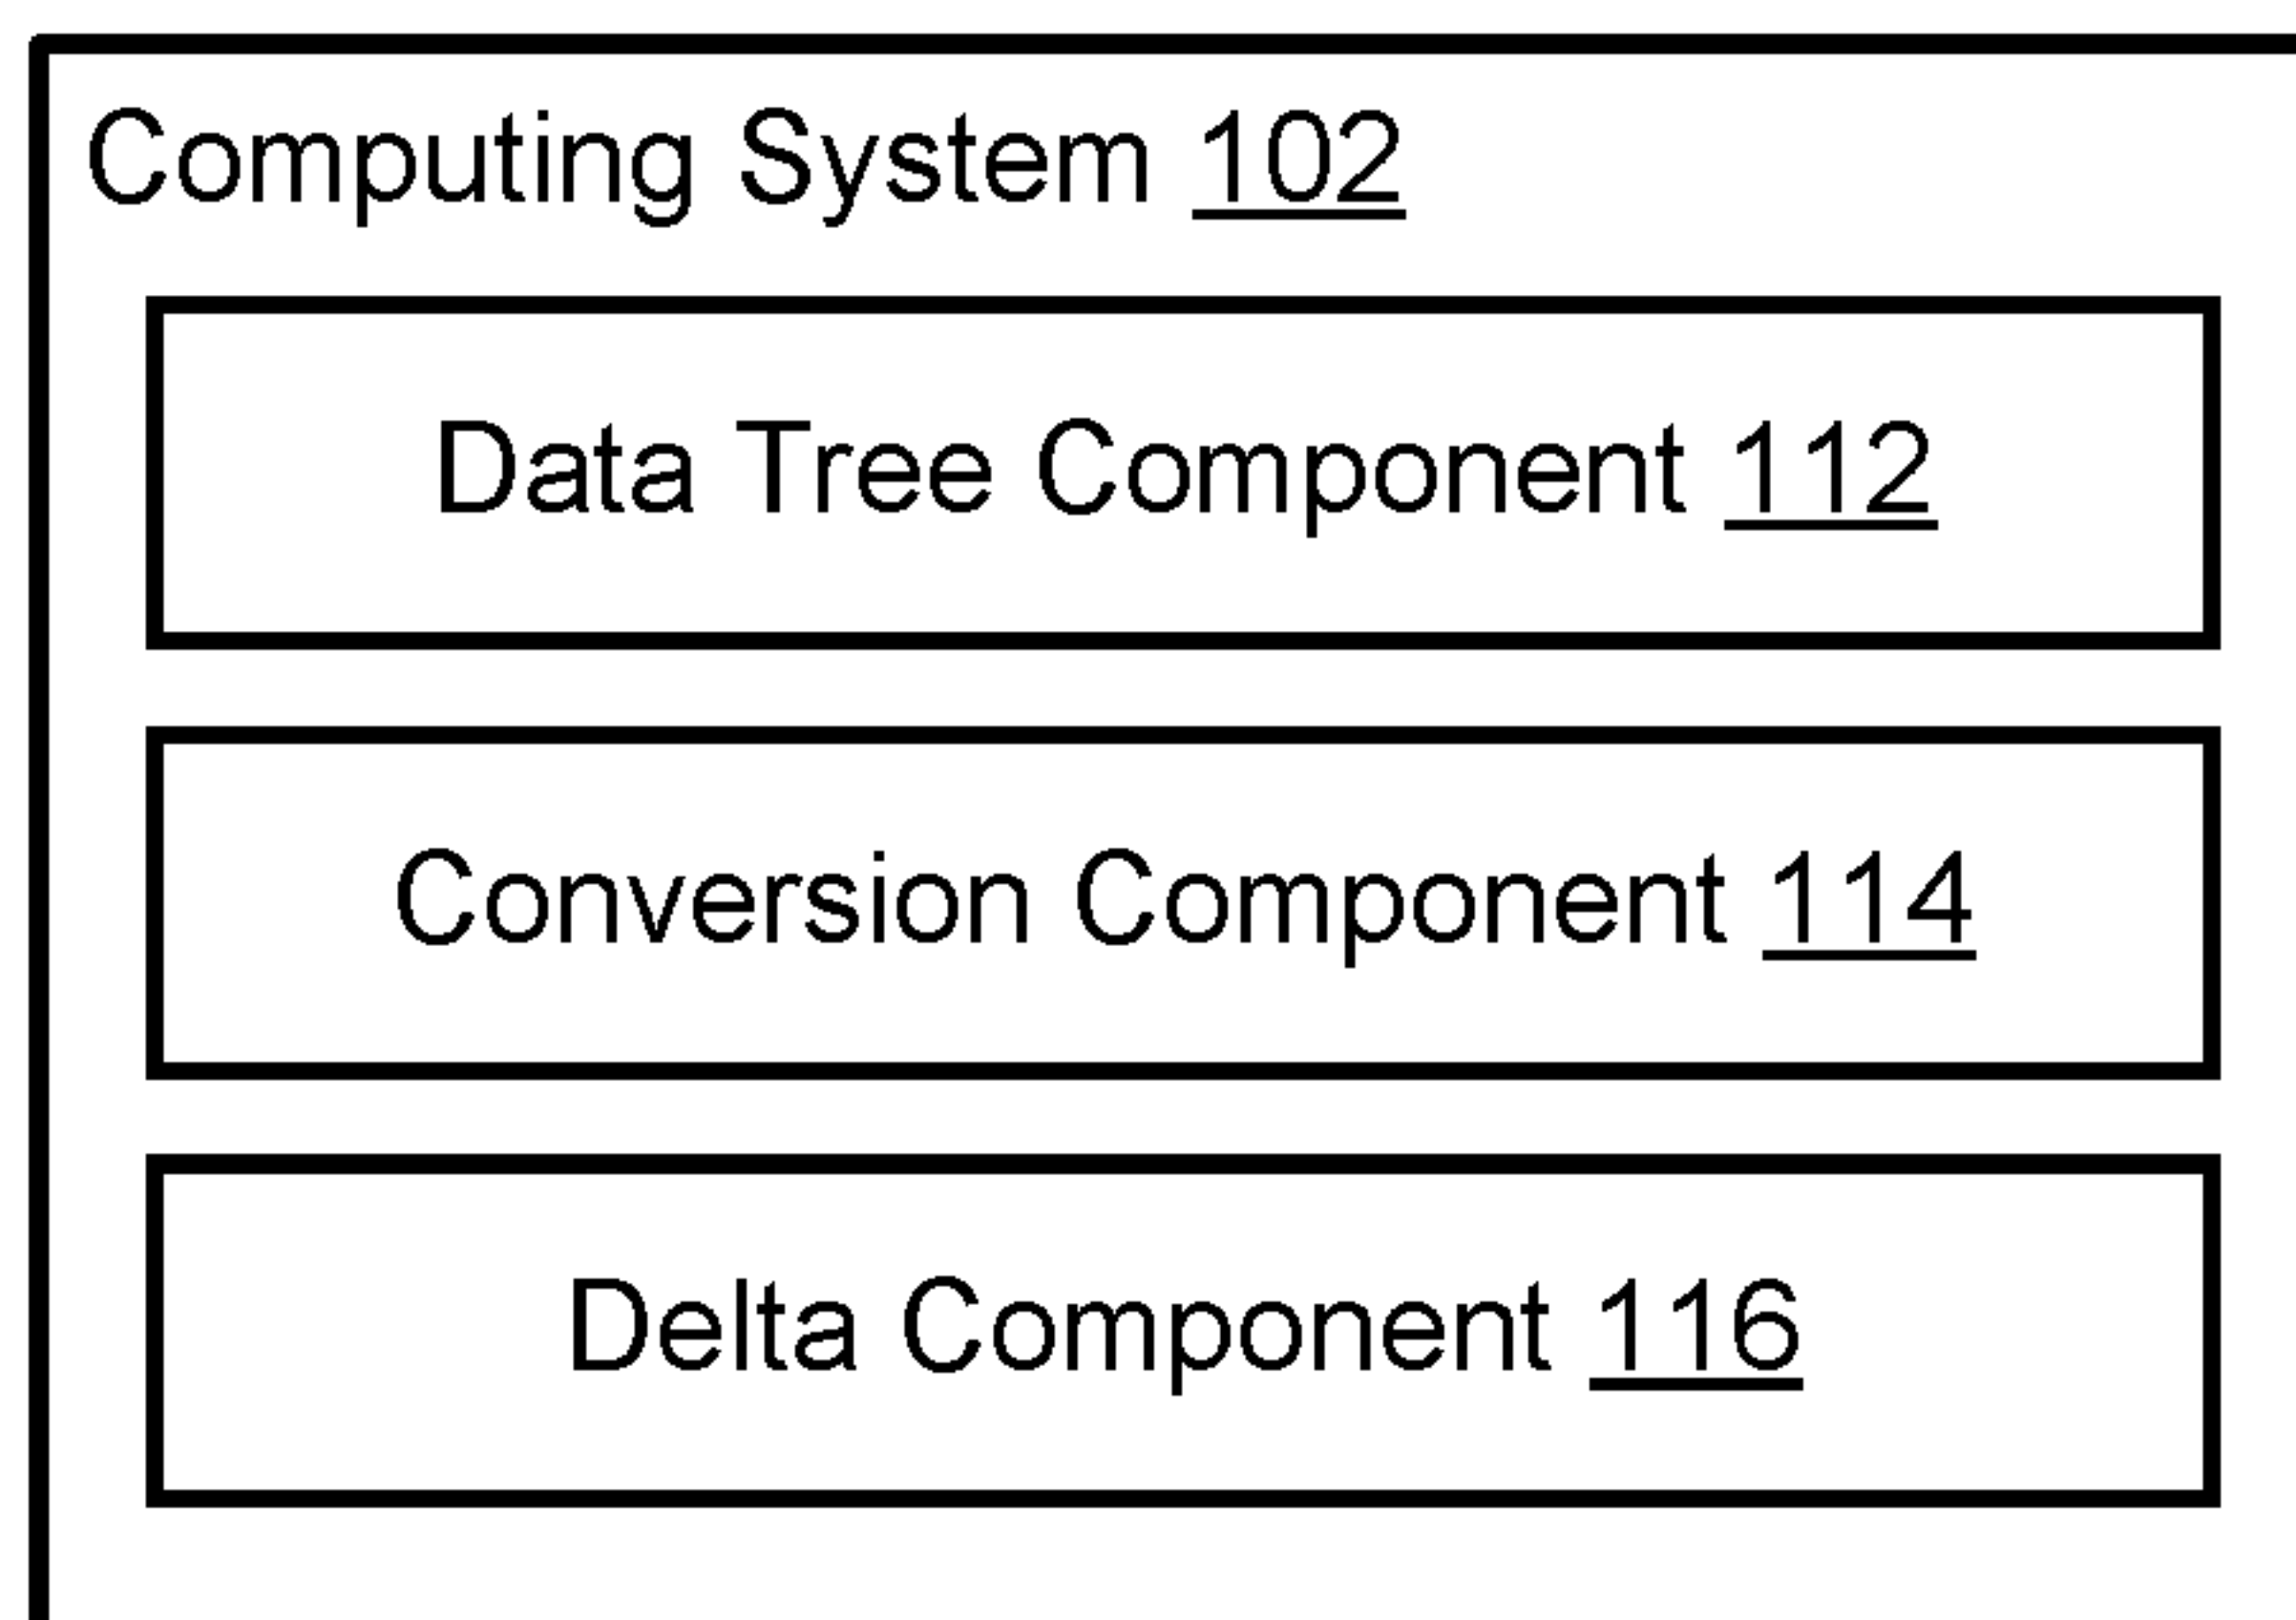 Computing System 102
Data Tree Component 112
Conversion Component 114
Delta Component 116